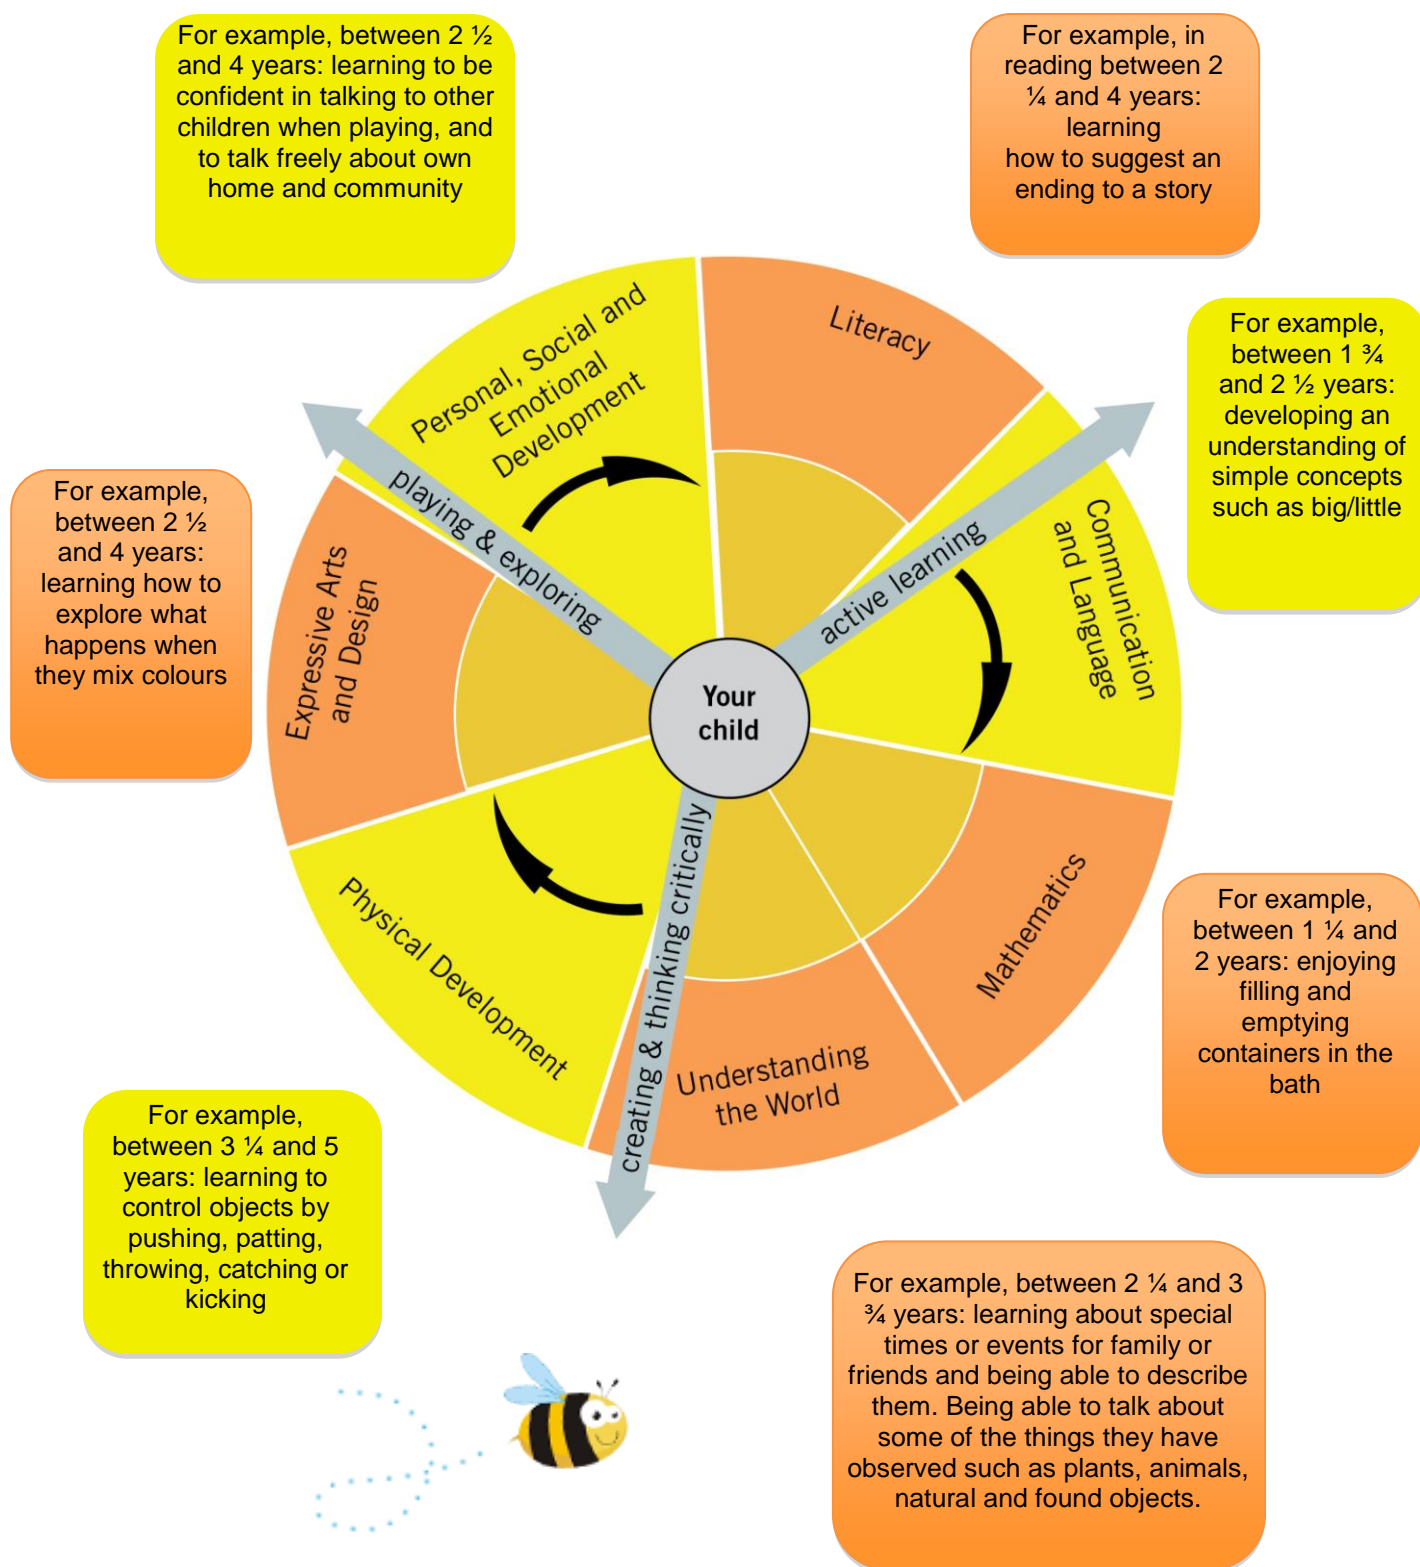 For example, between 2 ½
and 4 years: learning to be
confident in talking to other
children when playing, and
to talk freely about own
home and community
For example, in
reading between 2
¼ and 4 years:
learning
how to suggest an
ending to a story
For example,
between 1 ¾
and 2 ½ years:
developing an
understanding of
simple concepts
such as big/little
For example,
between 2 ½
and 4 years:
learning how to
explore what
happens when
they mix colours
Personal, Social and
Emotional
Development
Literacy
Communication
and Language
Mathematics
Understanding
the World
Physical Development
Expressive Arts
and Design
playing & exploring
active learning
creating & thinking critically
Your
child
For example,
between 1 ¼ and
2 years: enjoying
filling and
emptying
containers in the
bath
For example,
between 3 ¼ and 5
years: learning to
control objects by
pushing, patting,
throwing, catching or
kicking
For example, between 2 ¼ and 3
¾ years: learning about special
times or events for family or
friends and being able to describe
them. Being able to talk about
some of the things they have
observed such as plants, animals,
natural and found objects.